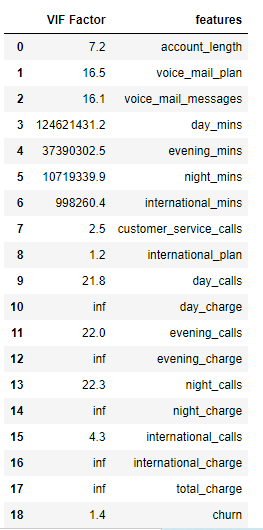 VIF Factor features
0 7.2 account_length
1 16.5 voice_mail_plan
2 16.1 voice_mail_messages
3 124621431.2 day_mins
4 37390302.5 evening_mins
5 10719339.9 night_mins
6 998260.4 international_mins
7 2.5 customer_service_calls
8 1.2 international_plan
9 21.8 day_calls
10 inf day_charge
11 22.0 evening_calls
12 inf evening_charge
13 22.3 night_calls
14 inf night_charge
15 4.3 international_calls
16 inf international_charge
17 inf total_charge
18 1.4 churn